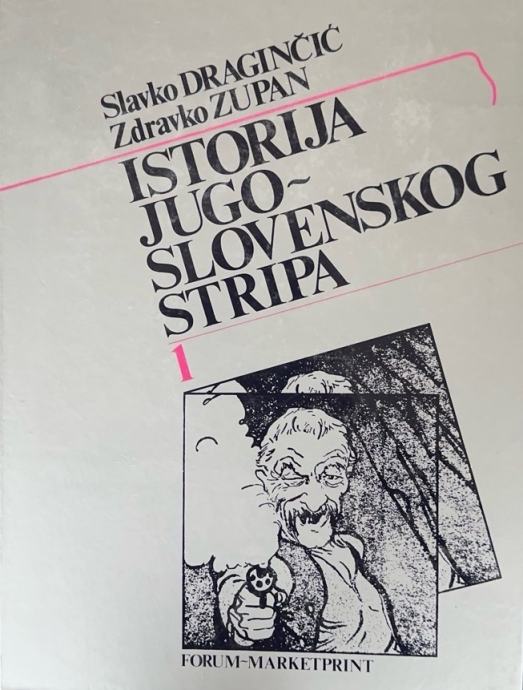 Slavko DRAGINČIĆ
Zdravko ZUPAN
ISTORIJA
JUGO~
SLOVENSKOG
STRIPA
1
FORUM~MARKETPRINT